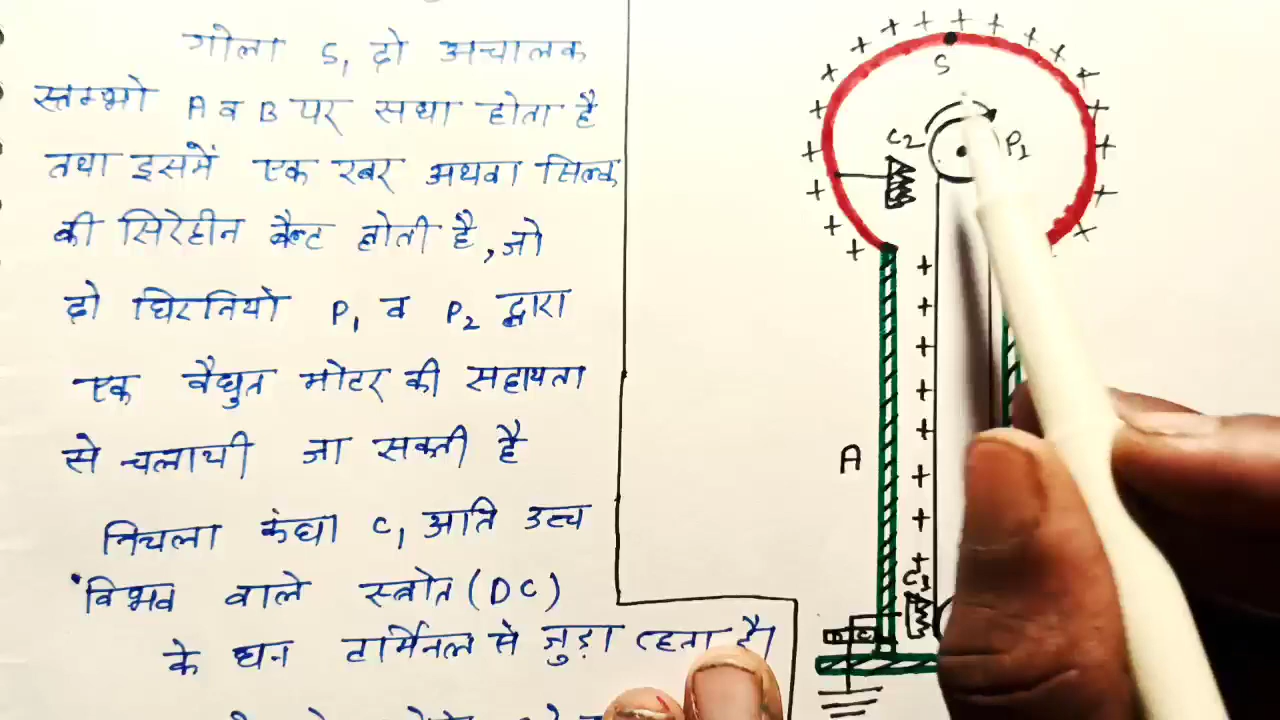 गोला S, दो अचालक
स्तम्भो A व B पर सधा होता है
तथा इसमें एक रबर अथवा सिल्क
की सिरेहीन बैल्ट होती है, जो
दो घिरनियो P₁ व P₂ द्वारा
एक वैद्युत मोटर की सहायता
से चलायी जा सकती है
निचला कंघा C₁ अति उच्च
विभव वाले स्त्रोत (DC)
के धन टार्मिनल से जुड़ा रहता है।
S
C₂
P₁
A
C₁